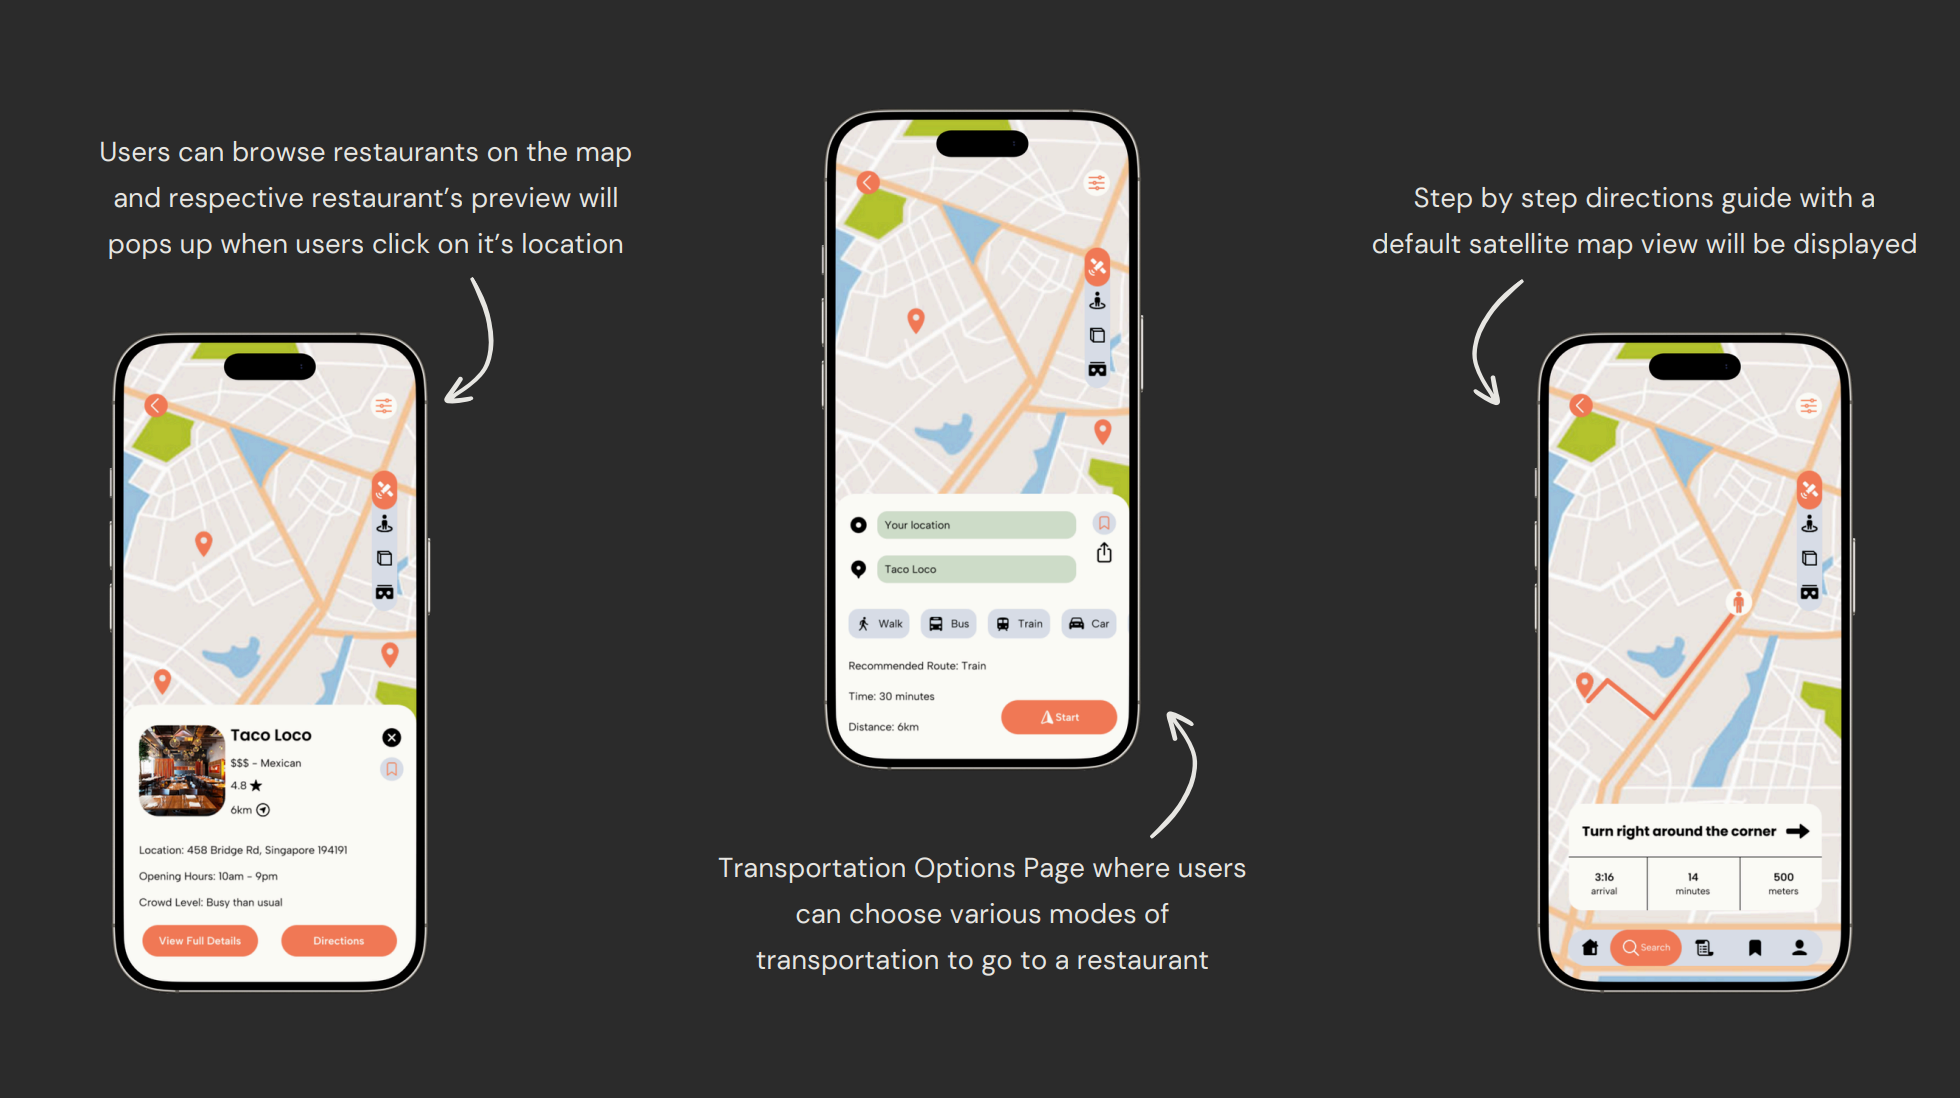 Users can browse restaurants on the map
and respective restaurant's preview will
pops up when users click on it's location
Taco Loco
$$$ - Mexican
4.8
6km
Location: 458 Bridge Rd, Singapore 194191
Opening Hours: 10am - 9pm
Crowd Level: Busy than usual
View Full Details
Directions
Your location
Taco Loco
Walk
Bus
Train
Car
Recommended Route: Train
Time: 30 minutes
Distance: 6km
Start
Transportation Options Page where users
can choose various modes of
transportation to go to a restaurant
Step by step directions guide with a
default satellite map view will be displayed
Turn right around the corner
3:16
arrival
14
minutes
500
meters
Search